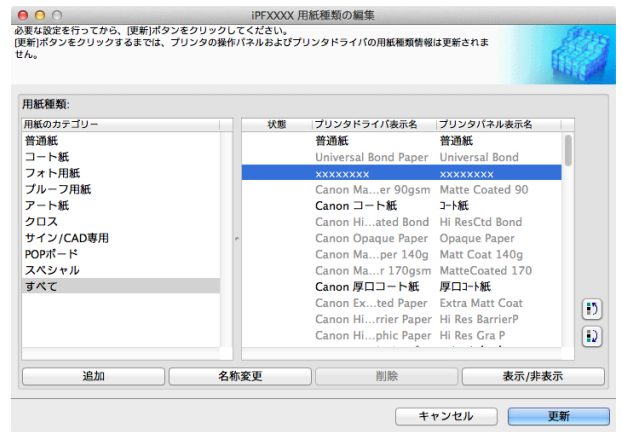 iPFXXXX 用紙種類の編集
必要な設定を行ってから、[更新]ボタンをクリックしてください。
[更新]ボタンをクリックするまでは、プリンタの操作パネルおよびプリンタドライバの用紙種類情報は更新されま
せん。
用紙種類:
用紙のカテゴリー 状態 プリンタドライバ表示名 プリンタパネル表示名
普通紙 普通紙 普通紙
コート紙 Universal Bond Paper Universal Bond
フォト用紙 xxxxxxxx xxxxxxxx
プルーフ用紙 Canon Ma...er 90gsm Matte Coated 90
アート紙 Canon コート紙 コート紙
クロス Canon Hi...ated Bond Hi ResCtd Bond
サイン/CAD専用 Canon Opaque Paper Opaque Paper
POPボード Canon Ma...per 140g Matt Coat 140g
スペシャル Canon Ma...r 170gsm MatteCoated 170
すべて Canon 厚口コート紙 厚口コート紙
Canon Ex...ted Paper Extra Matt Coat
Canon Hi...rrier Paper Hi Res BarrierP
Canon Hi...phic Paper Hi Res Gra P
追加 名称変更 削除 表示/非表示
キャンセル 更新